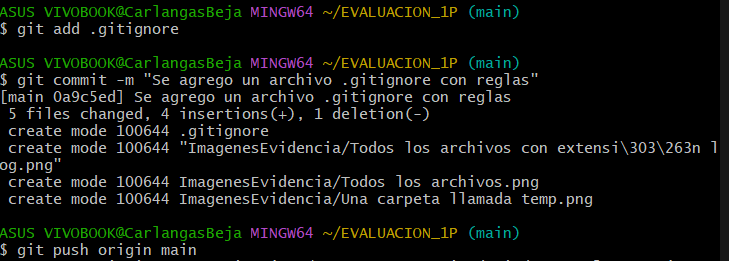 ASUS VIVOBOOK@CarlangasBeja MINGW64 ~/EVALUACION_1P (main)
$ git add .gitignore
ASUS VIVOBOOK@CarlangasBeja MINGW64 ~/EVALUACION_1P (main)
$ git commit -m "Se agrego un archivo .gitignore con reglas"
[main 0a9c5ed] Se agrego un archivo .gitignore con reglas
 5 files changed, 4 insertions(+), 1 deletion(-)
 create mode 100644 .gitignore
 create mode 100644 "ImagenesEvidencia/Todos los archivos con extensi\303\263n l
og.png"
 create mode 100644 ImagenesEvidencia/Todos los archivos.png
 create mode 100644 ImagenesEvidencia/Una carpeta llamada temp.png
ASUS VIVOBOOK@CarlangasBeja MINGW64 ~/EVALUACION_1P (main)
$ git push origin main